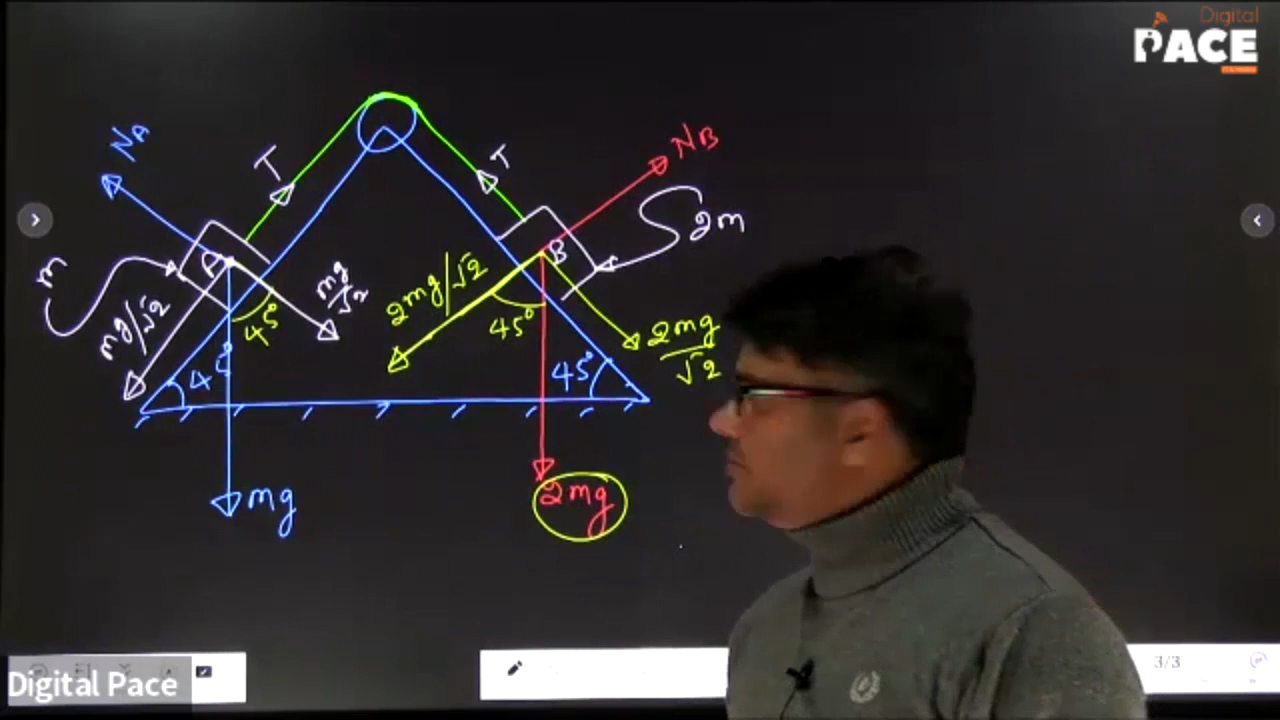 Digital
PACE
NA
T
T
NB
2m
m
A
B
mg/√2
mg/√2
45°
45°
2mg/√2
45°
45°
2mg/√2
mg
2mg
3/3
Digital Pace